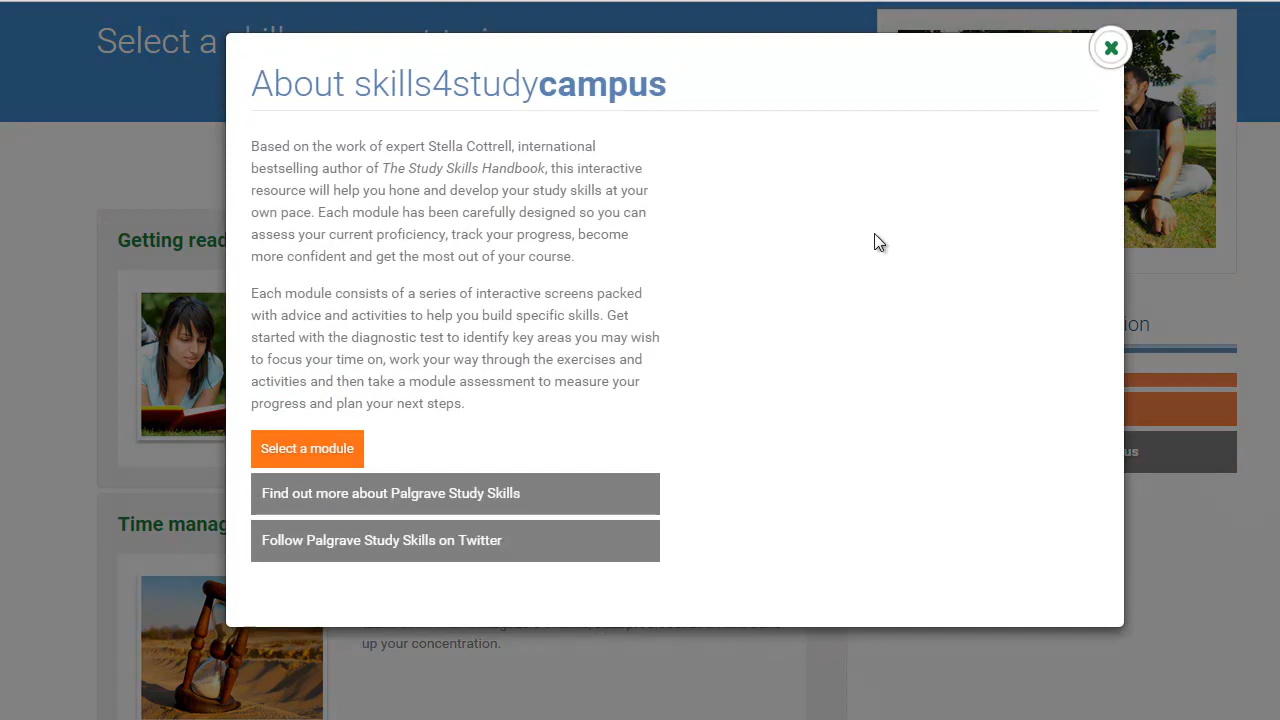 Select a
About skills4studycampus
Based on the work of expert Stella Cottrell, international
bestselling author of The Study Skills Handbook, this interactive
resource will help you hone and develop your study skills at your
own pace. Each module has been carefully designed so you can
assess your current proficiency, track your progress, become
more confident and get the most out of your course.
Each module consists of a series of interactive screens packed
with advice and activities to help you build specific skills. Get
started with the diagnostic test to identify key areas you may wish
to focus your time on, work your way through the exercises and
activities and then take a module assessment to measure your
progress and plan your next steps.
Select a module
Find out more about Palgrave Study Skills
Follow Palgrave Study Skills on Twitter
Getting read
Time manag
up your concentration.
ion
us